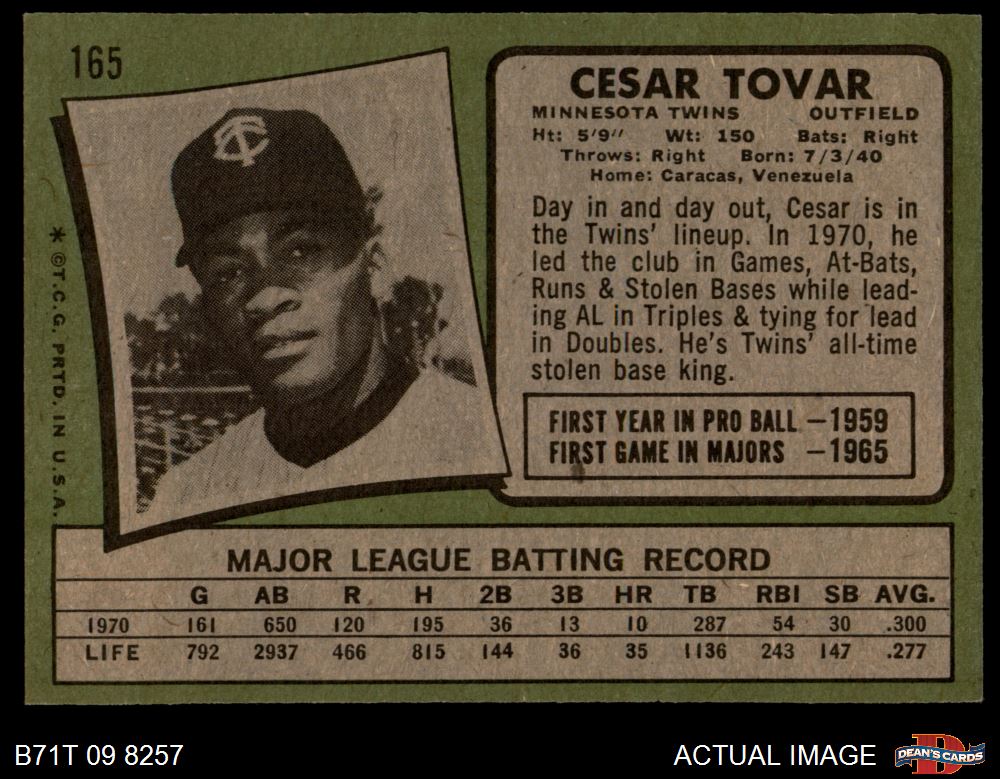 165
TC
CESAR TOVAR
MINNESOTA TWINS OUTFIELD
Ht: 5'9" Wt: 150 Bats: Right
Throws: Right Born: 7/3/40
Home: Caracas, Venezuela
Day in and day out, Cesar is in
the Twins' lineup. In 1970, he
led the club in Games, At-Bats,
Runs & Stolen Bases while lead-
ing AL in Triples & tying for lead
in Doubles. He's Twins' all-time
stolen base king.
FIRST YEAR IN PRO BALL —1959
FIRST GAME IN MAJORS —1965
* ©T.C.G. PRTD. IN U.S.A.
MAJOR LEAGUE BATTING RECORD
G AB R H 2B 3B HR TB RBI SB AVG.
1970 161 650 120 195 36 13 10 287 54 30 .300
LIFE 792 2937 466 815 144 36 35 1136 243 147 .277
B71T 09 8257 ACTUAL IMAGE
D
DEAN'S CARDS